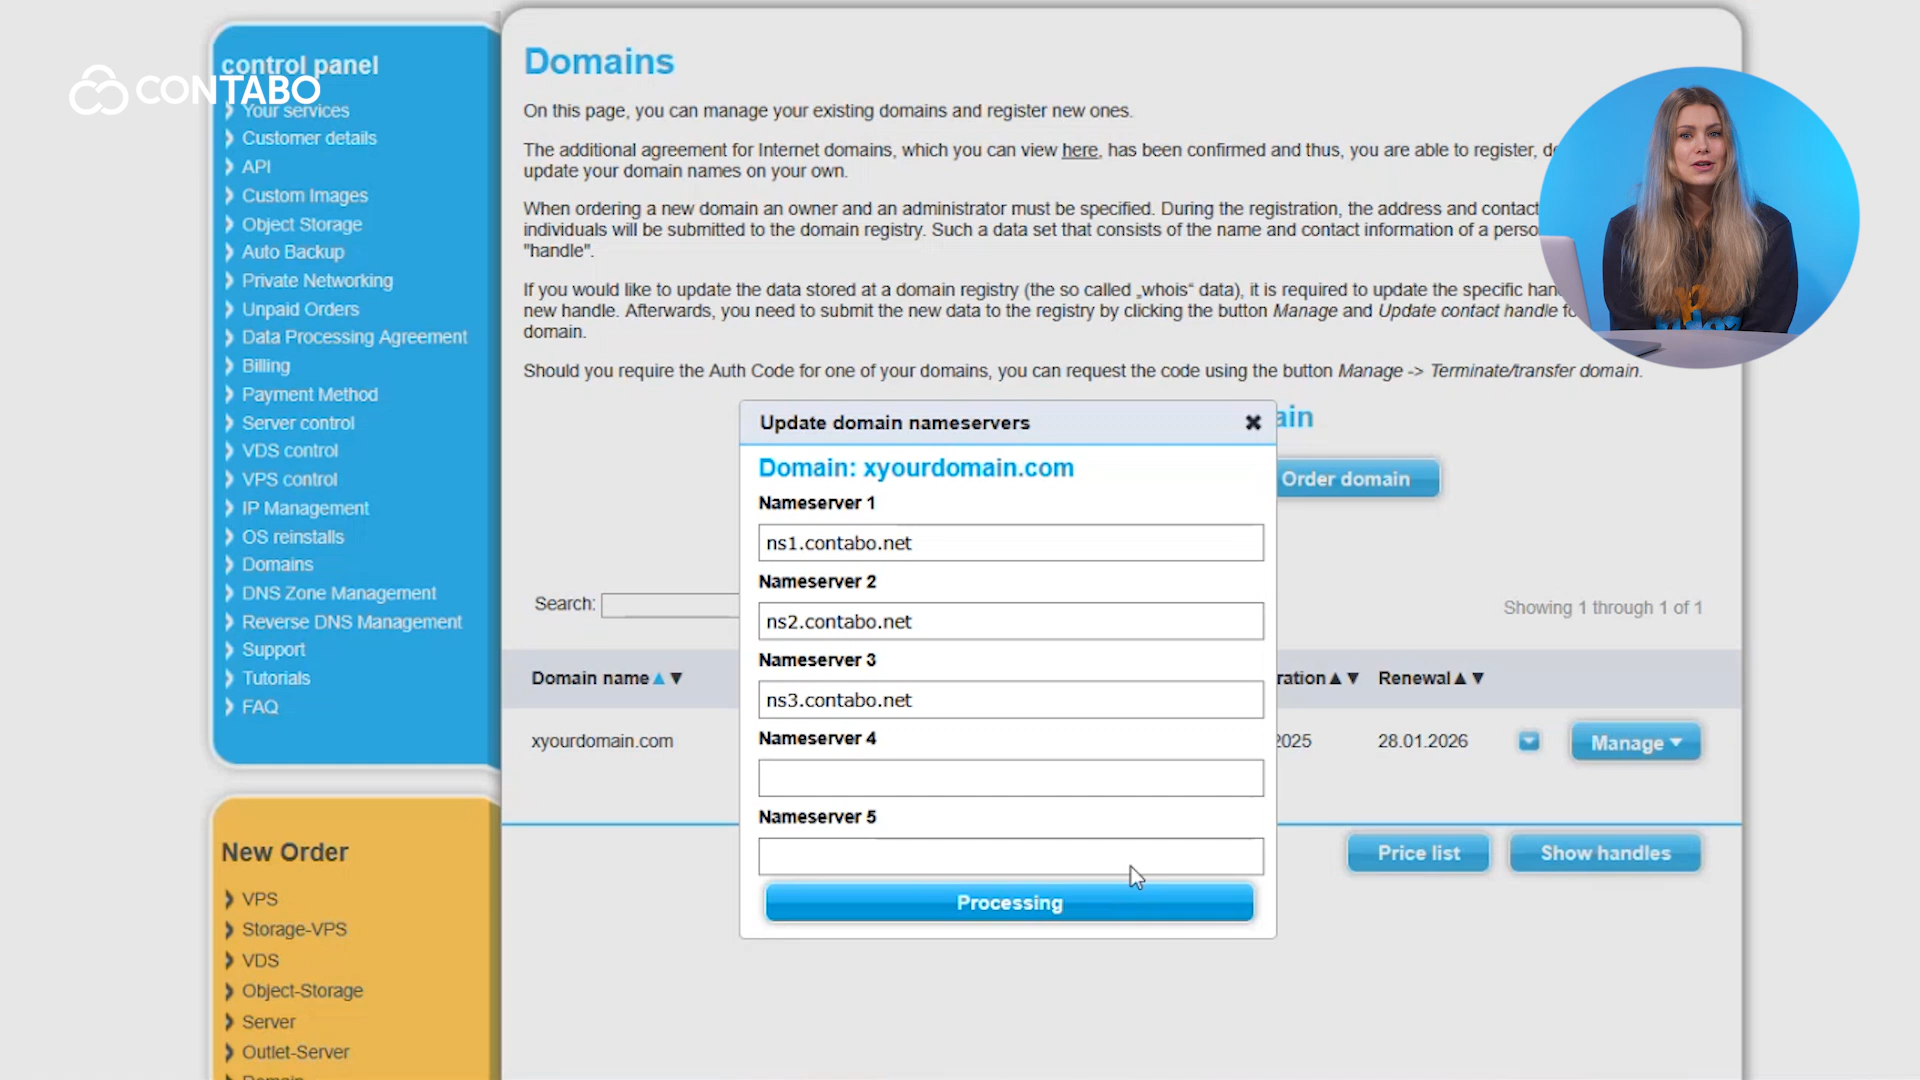 CONTABO
control panel
Your services
Customer details
API
Custom Images
Object Storage
Auto Backup
Private Networking
Unpaid Orders
Data Processing Agreement
Billing
Payment Method
Server control
VDS control
VPS control
IP Management
OS reinstalls
Domains
DNS Zone Management
Reverse DNS Management
Support
Tutorials
FAQ
New Order
VPS
Storage-VPS
VDS
Object-Storage
Server
Outlet-Server
Domains
On this page, you can manage your existing domains and register new ones.
The additional agreement for Internet domains, which you can view here, has been confirmed and thus, you are able to register,
update your domain names on your own.
When ordering a new domain an owner and an administrator must be specified. During the registration, the address and contact
individuals will be submitted to the domain registry. Such a data set that consists of the name and contact information of a
"handle".
If you would like to update the data stored at a domain registry (the so called „whois“ data), it is required to update the specific
new handle. Afterwards, you need to submit the new data to the registry by clicking the button Manage and Update contact handle
domain.
Should you require the Auth Code for one of your domains, you can request the code using the button Manage -> Terminate/transfer domain.
Order domain
Search:
Showing 1 through 1 of 1
Domain name▲▼
Renewal▲▼
xyourdomain.com
2025
28.01.2026
Manage
Price list
Show handles
Update domain nameservers
Domain: xyourdomain.com
Nameserver 1
ns1.contabo.net
Nameserver 2
ns2.contabo.net
Nameserver 3
ns3.contabo.net
Nameserver 4
Nameserver 5
Processing